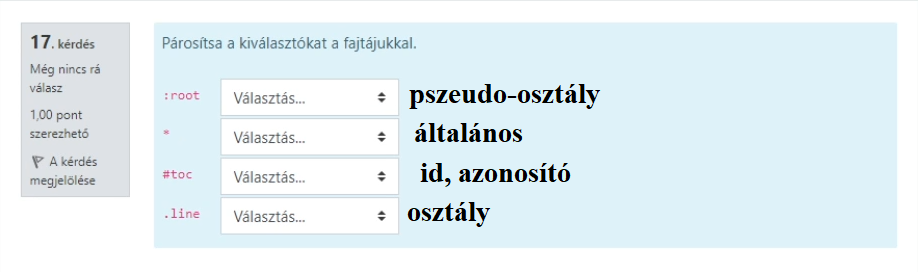 17. kérdés
Még nincs rá
válasz
1,00 pont
szerezhető
A kérdés
megjelölése
Párosítsa a kiválasztókat a fajtájukkal.
:root Választás... pszeudo-osztály
* Választás... általános
#toc Választás... id, azonosító
.line Választás... osztály